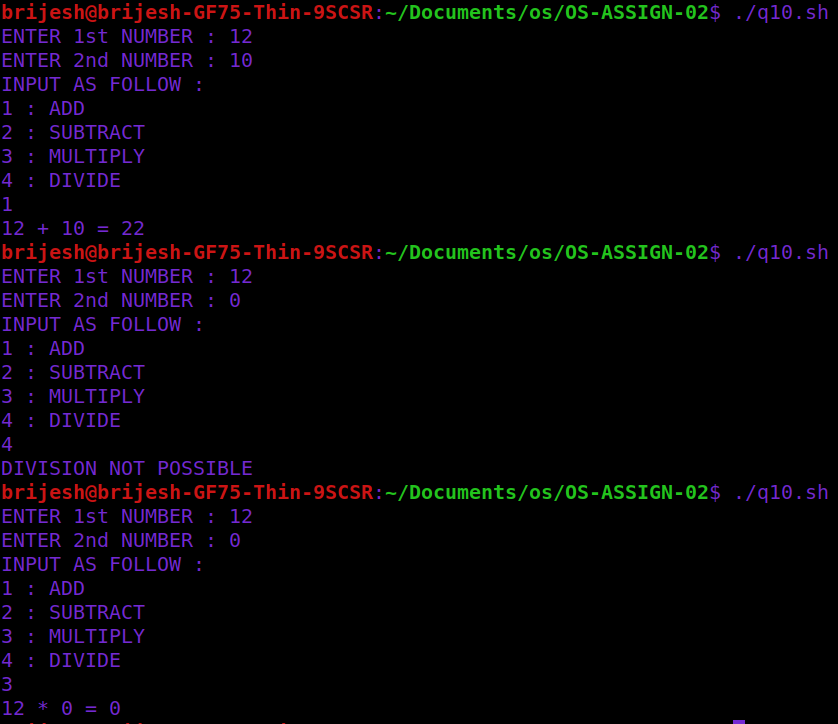 brijesh@brijesh-GF75-Thin-9SCSR:~/Documents/os/OS-ASSIGN-02$ ./q10.sh
ENTER 1st NUMBER : 12
ENTER 2nd NUMBER : 10
INPUT AS FOLLOW :
1 : ADD
2 : SUBTRACT
3 : MULTIPLY
4 : DIVIDE
1
12 + 10 = 22
brijesh@brijesh-GF75-Thin-9SCSR:~/Documents/os/OS-ASSIGN-02$ ./q10.sh
ENTER 1st NUMBER : 12
ENTER 2nd NUMBER : 0
INPUT AS FOLLOW :
1 : ADD
2 : SUBTRACT
3 : MULTIPLY
4 : DIVIDE
4
DIVISION NOT POSSIBLE
brijesh@brijesh-GF75-Thin-9SCSR:~/Documents/os/OS-ASSIGN-02$ ./q10.sh
ENTER 1st NUMBER : 12
ENTER 2nd NUMBER : 0
INPUT AS FOLLOW :
1 : ADD
2 : SUBTRACT
3 : MULTIPLY
4 : DIVIDE
3
12 * 0 = 0